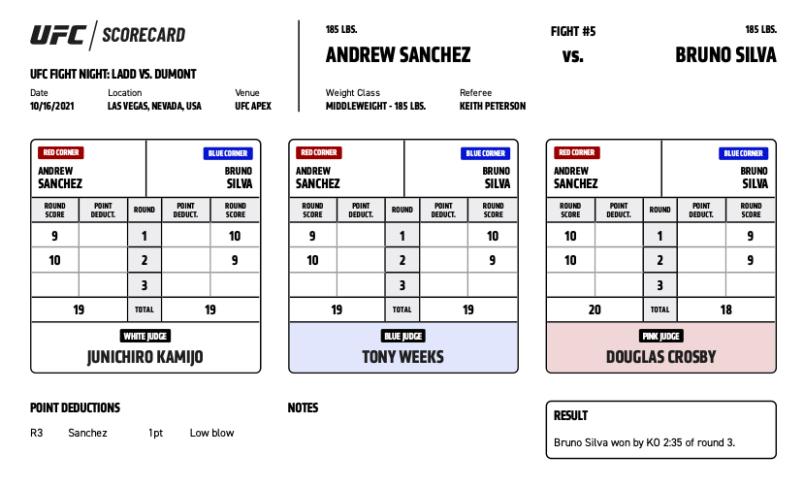 UFC / SCORECARD
UFC FIGHT NIGHT: LADD VS. DUMONT
Date Location Venue
10/16/2021 LAS VEGAS, NEVADA, USA UFC APEX
185 LBS. FIGHT #5 185 LBS.
ANDREW SANCHEZ VS. BRUNO SILVA
Weight Class Referee
MIDDLEWEIGHT - 185 LBS. KEITH PETERSON
RED CORNER BLUE CORNER
ANDREW BRUNO
SANCHEZ SILVA
ROUND POINT ROUND POINT ROUND
SCORE DEDUCT. DEDUCT. SCORE
9 1 10
10 2 9
3
19 TOTAL 19
WHITE JUDGE
JUNICHIRO KAMIJO
RED CORNER BLUE CORNER
ANDREW BRUNO
SANCHEZ SILVA
ROUND POINT ROUND POINT ROUND
SCORE DEDUCT. DEDUCT. SCORE
9 1 10
10 2 9
3
19 TOTAL 19
BLUE JUDGE
TONY WEEKS
RED CORNER BLUE CORNER
ANDREW BRUNO
SANCHEZ SILVA
ROUND POINT ROUND POINT ROUND
SCORE DEDUCT. DEDUCT. SCORE
10 1 9
10 2 9
3
20 TOTAL 18
PINK JUDGE
DOUGLAS CROSBY
POINT DEDUCTIONS
R3 Sanchez 1pt Low blow
NOTES
RESULT
Bruno Silva won by KO 2:35 of round 3.